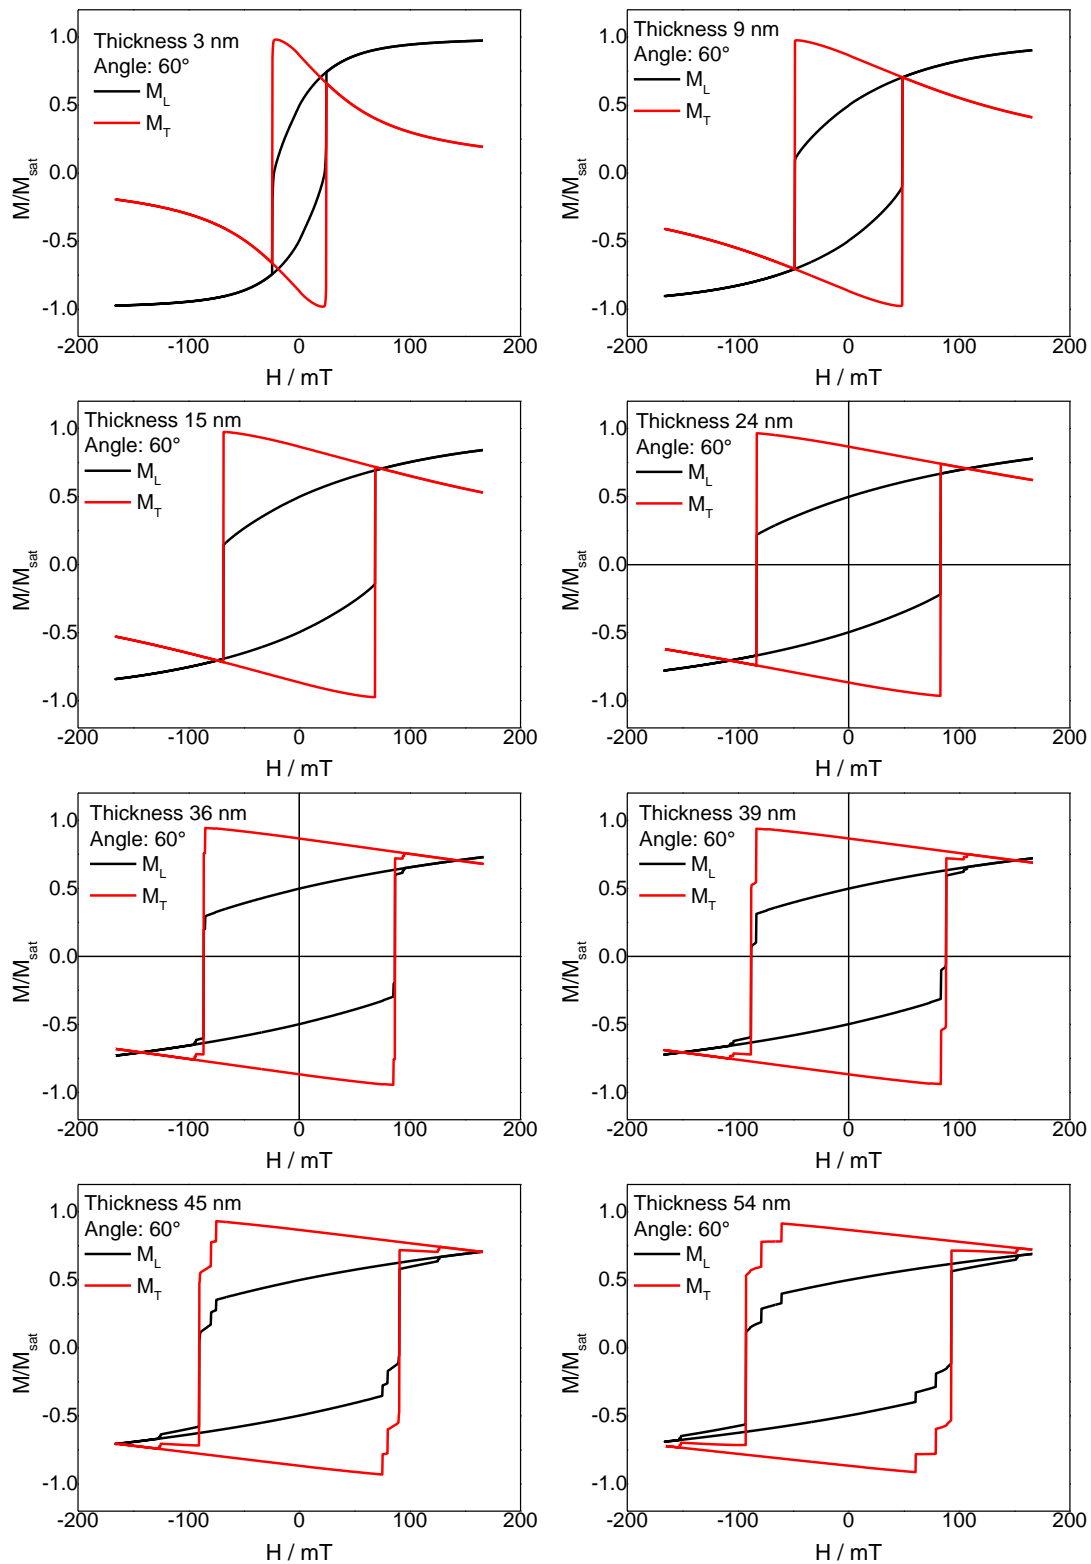 Thickness 3 nm
Angle: 60°
M_L
M_T
1.0
0.5
0.0
-0.5
-1.0
M/M_sat
-200 -100 0 100 200
H / mT
Thickness 9 nm
Angle: 60°
M_L
M_T
1.0
0.5
0.0
-0.5
-1.0
M/M_sat
-200 -100 0 100 200
H / mT
Thickness 15 nm
Angle: 60°
M_L
M_T
1.0
0.5
0.0
-0.5
-1.0
M/M_sat
-200 -100 0 100 200
H / mT
Thickness 24 nm
Angle: 60°
M_L
M_T
1.0
0.5
0.0
-0.5
-1.0
M/M_sat
-200 -100 0 100 200
H / mT
Thickness 36 nm
Angle: 60°
M_L
M_T
1.0
0.5
0.0
-0.5
-1.0
M/M_sat
-200 -100 0 100 200
H / mT
Thickness 39 nm
Angle: 60°
M_L
M_T
1.0
0.5
0.0
-0.5
-1.0
M/M_sat
-200 -100 0 100 200
H / mT
Thickness 45 nm
Angle: 60°
M_L
M_T
1.0
0.5
0.0
-0.5
-1.0
M/M_sat
-200 -100 0 100 200
H / mT
Thickness 54 nm
Angle: 60°
M_L
M_T
1.0
0.5
0.0
-0.5
-1.0
M/M_sat
-200 -100 0 100 200
H / mT